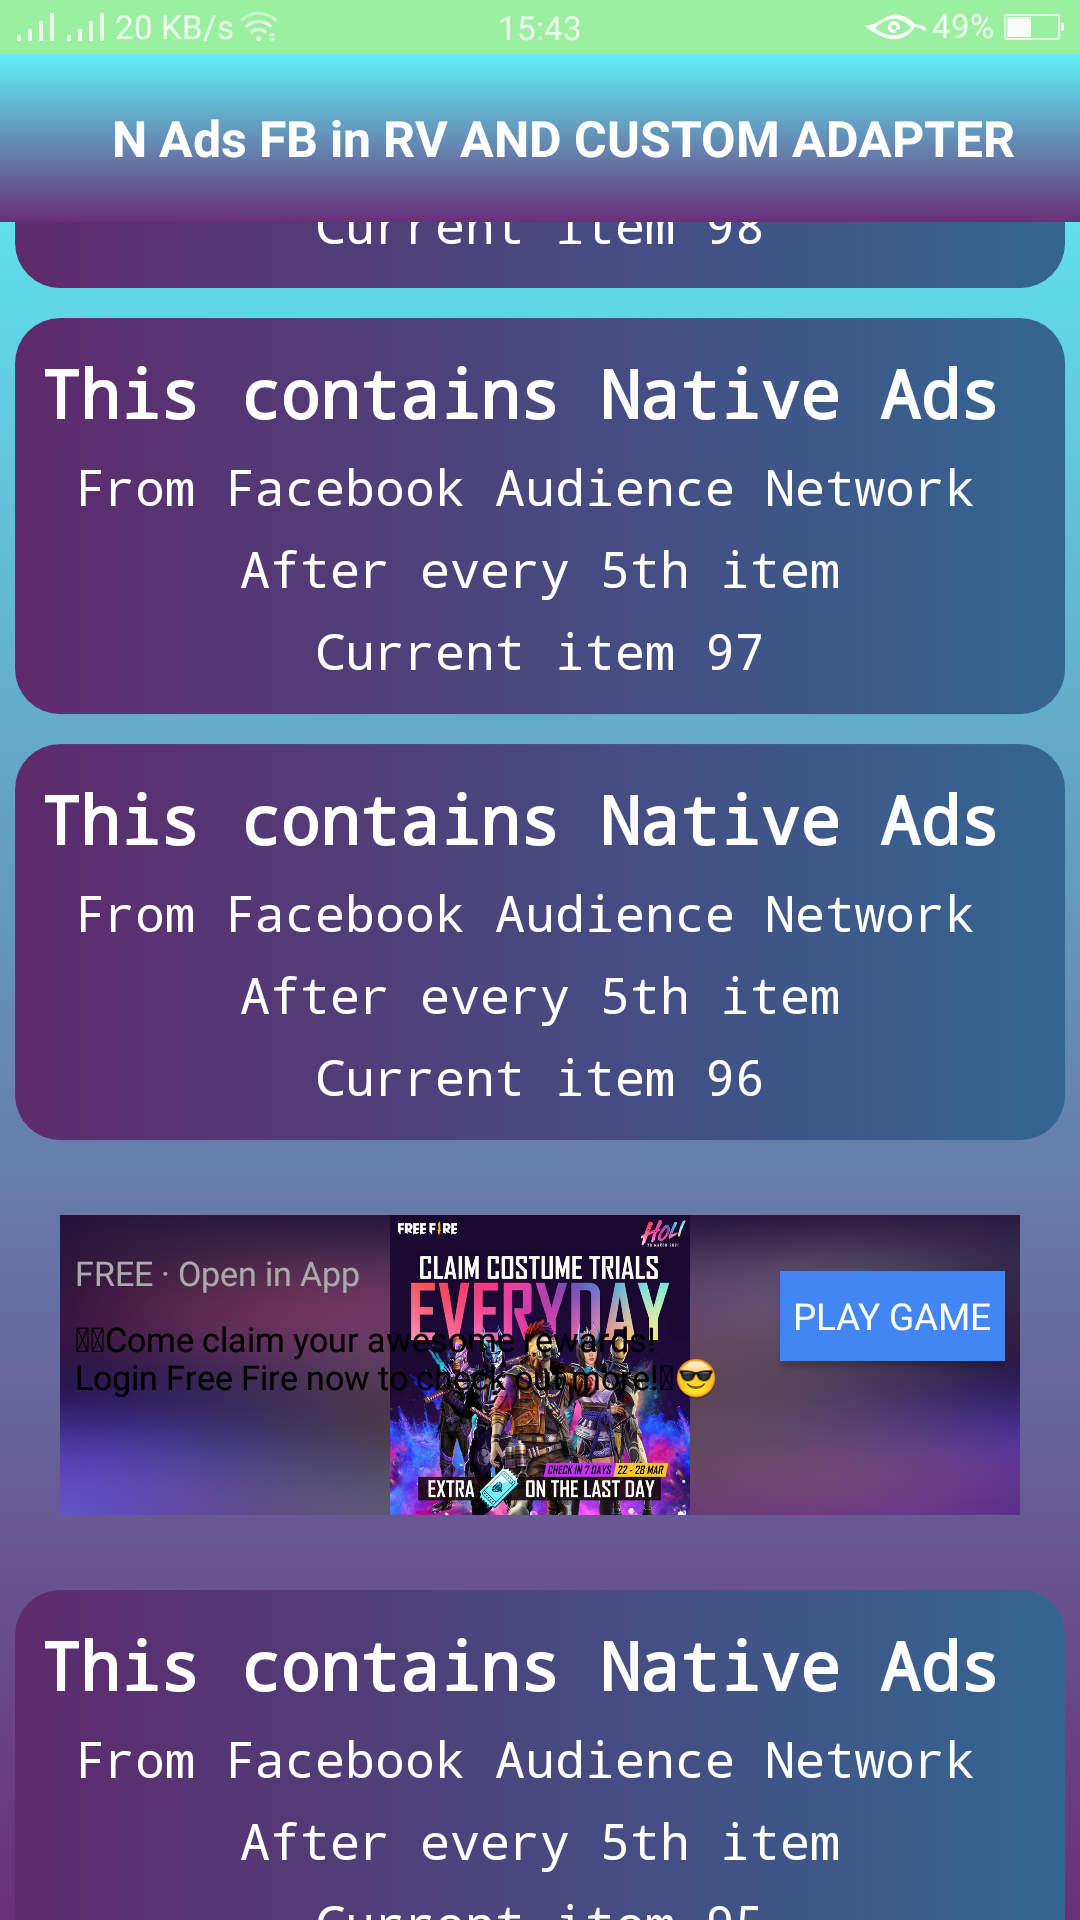 20 KB/s 15:43 49%
N Ads FB in RV AND CUSTOM ADAPTER
Current item 98
This contains Native Ads
From Facebook Audience Network
After every 5th item
Current item 97
This contains Native Ads
From Facebook Audience Network
After every 5th item
Current item 96
FREE FIRE HOLI
CLAIM COSTUME TRIALS
EVERYDAY
FREE · Open in App
Come claim your awesome rewards!
Login Free Fire now to check out more!😎
PLAY GAME
CHECK IN 7 DAYS 22 - 28 MAR
EXTRA ON THE LAST DAY
This contains Native Ads
From Facebook Audience Network
After every 5th item
Current item 95